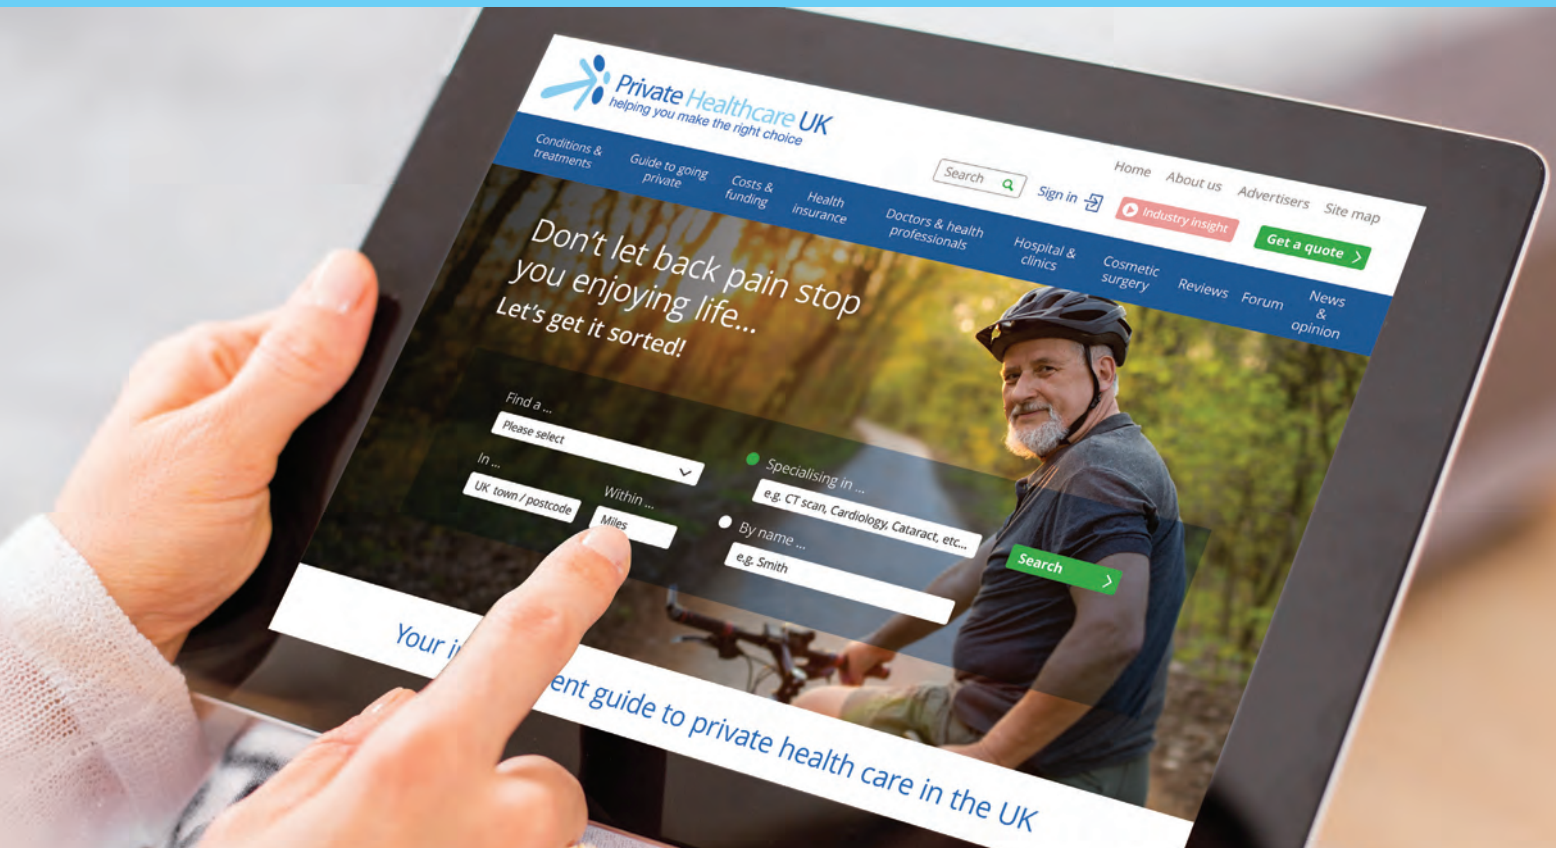 Private Healthcare UK
helping you make the right choice
Home About us Advertisers Site map
Search Sign in Industry insight Get a quote
Conditions &
treatments
Guide to going
private
Costs &
funding
Health
insurance
Doctors & health
professionals
Hospital &
clinics
Cosmetic
surgery
Reviews
Forum
News
&
opinion
Don't let back pain stop
you enjoying life...
Let's get it sorted!
Find a ...
Please select
In ...
UK town / postcode
Within ...
Miles
Specialising in ...
e.g. CT scan, Cardiology, Cataract, etc...
By name ...
e.g. Smith
Search
Your guide to private health care in the UK